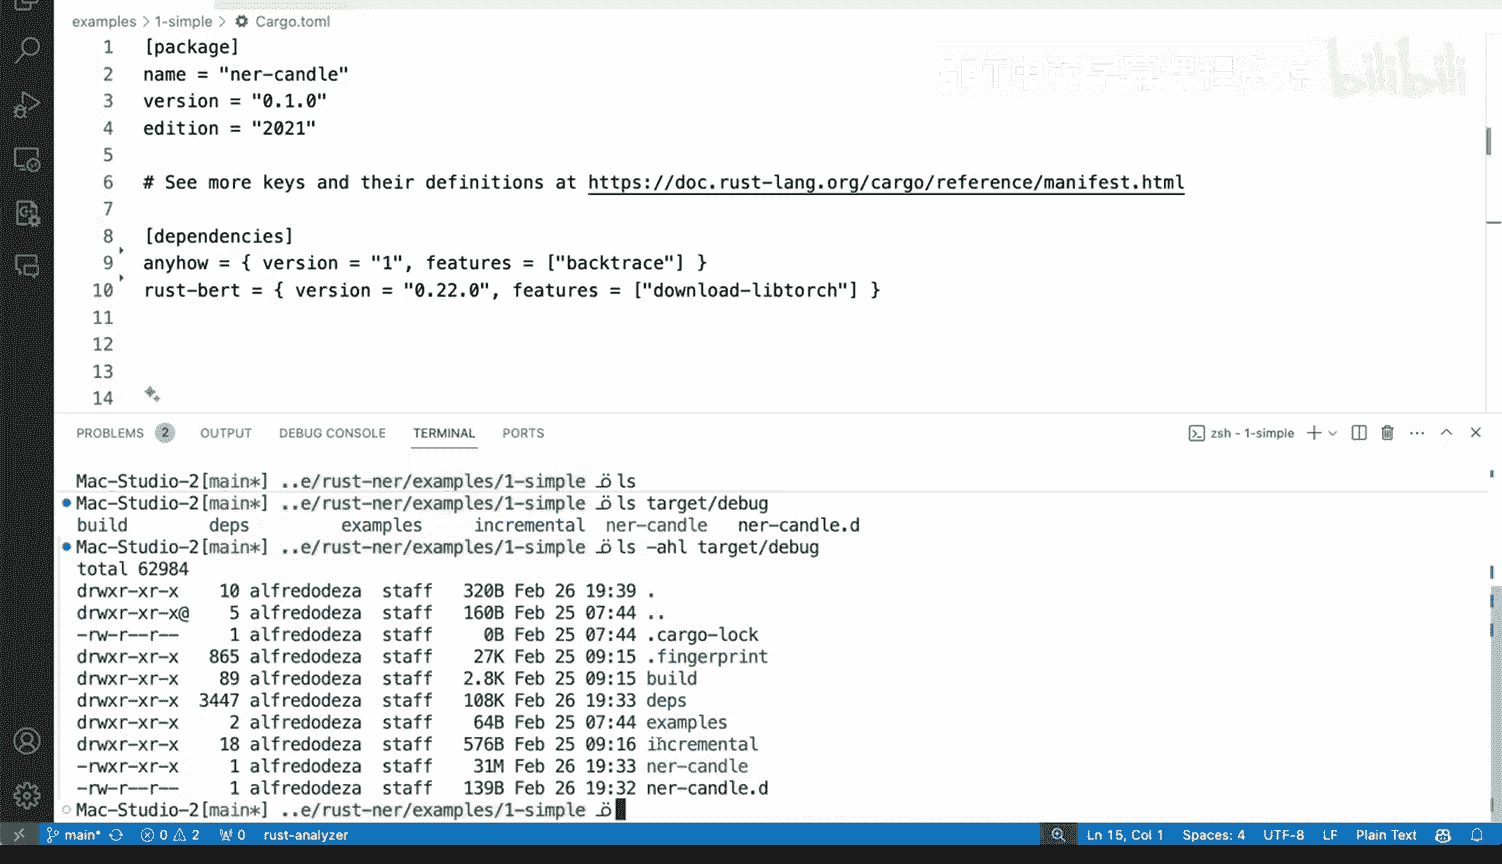 examples > 1-simple > Cargo.toml
1 [package]
2 name = "ner-candle"
3 version = "0.1.0"
4 edition = "2021"
5
6 # See more keys and their definitions at https://doc.rust-lang.org/cargo/reference/manifest.html
7
8 [dependencies]
9 anyhow = { version = "1", features = ["backtrace"] }
10 rust-bert = { version = "0.22.0", features = ["download-libtorch"] }
11
12
13
14
bilibili
PROBLEMS 2 OUTPUT DEBUG CONSOLE TERMINAL PORTS zsh - 1-simple
Mac-Studio-2[main*] ..e/rust-ner/examples/1-simple ls
Mac-Studio-2[main*] ..e/rust-ner/examples/1-simple ls target/debug
build deps examples incremental ner-candle ner-candle.d
Mac-Studio-2[main*] ..e/rust-ner/examples/1-simple ls -ahl target/debug
total 62984
drwxr-xr-x 10 alfredodeza staff 320B Feb 26 19:39 .
drwxr-xr-x@ 5 alfredodeza staff 160B Feb 25 07:44 ..
-rw-r--r-- 1 alfredodeza staff 0B Feb 25 07:44 .cargo-lock
drwxr-xr-x 865 alfredodeza staff 27K Feb 25 09:15 .fingerprint
drwxr-xr-x 89 alfredodeza staff 2.8K Feb 25 09:15 build
drwxr-xr-x 3447 alfredodeza staff 108K Feb 26 19:33 deps
drwxr-xr-x 2 alfredodeza staff 64B Feb 25 07:44 examples
drwxr-xr-x 18 alfredodeza staff 576B Feb 25 09:16 incremental
-rwxr-xr-x 1 alfredodeza staff 31M Feb 26 19:33 ner-candle
-rw-r--r-- 1 alfredodeza staff 139B Feb 26 19:32 ner-candle.d
Mac-Studio-2[main*] ..e/rust-ner/examples/1-simple
main* 0 2 0 rust-analyzer Ln 15, Col 1 Spaces: 4 UTF-8 LF Plain Text